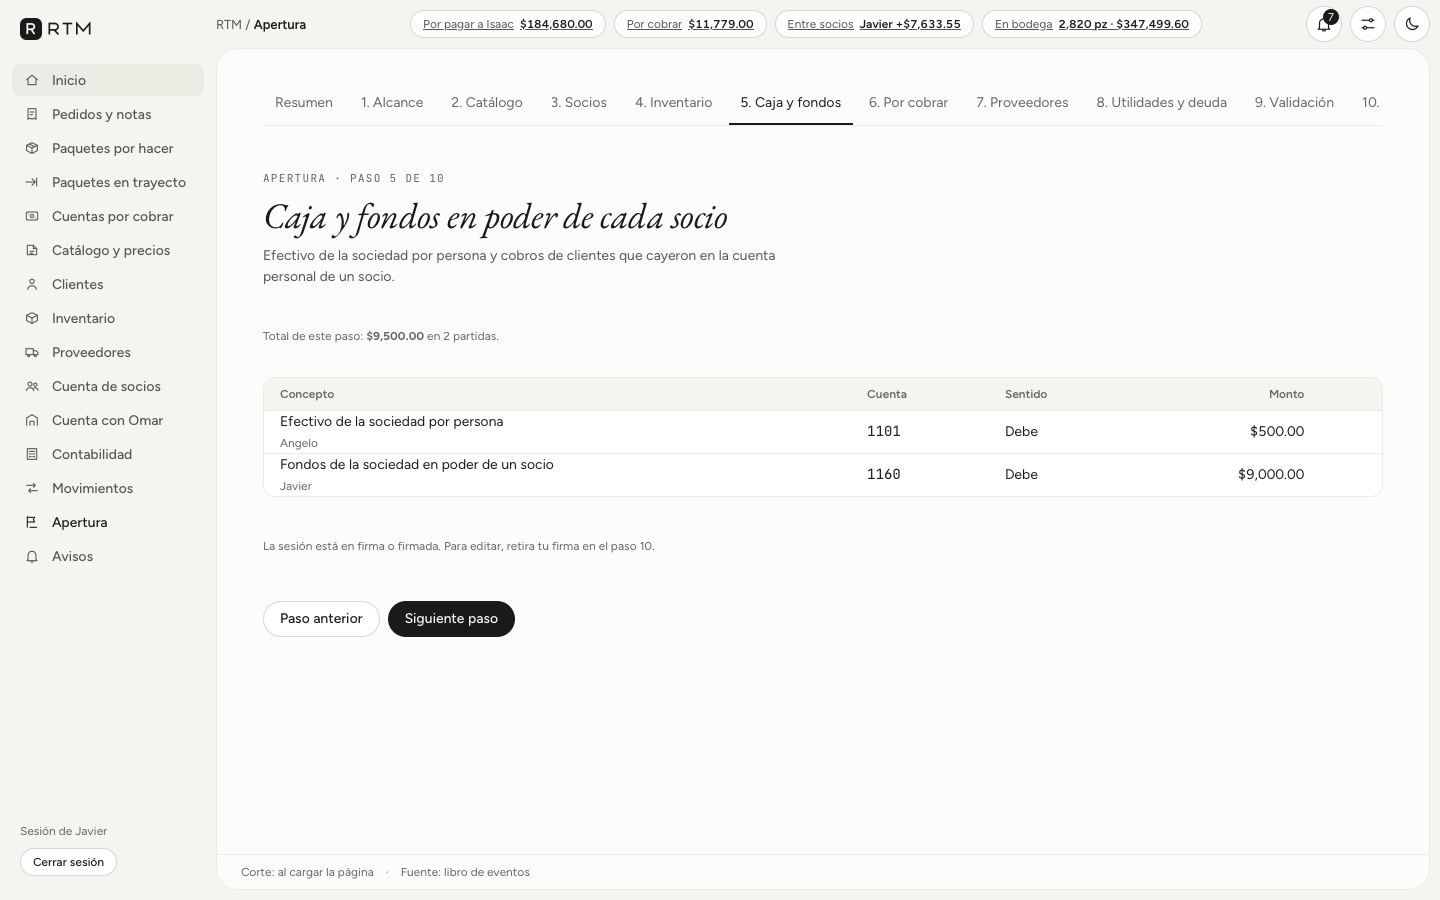 R RTM
RTM / Apertura
Por pagar a Isaac $184,680.00
Por cobrar $11,779.00
Entre socios Javier +$7,633.55
En bodega 2,820 pz · $347,499.60
7
Inicio
Pedidos y notas
Paquetes por hacer
Paquetes en trayecto
Cuentas por cobrar
Catálogo y precios
Clientes
Inventario
Proveedores
Cuenta de socios
Cuenta con Omar
Contabilidad
Movimientos
Apertura
Avisos
Sesión de Javier
Cerrar sesión
Resumen 1. Alcance 2. Catálogo 3. Socios 4. Inventario 5. Caja y fondos 6. Por cobrar 7. Proveedores 8. Utilidades y deuda 9. Validación 10.
APERTURA · PASO 5 DE 10
Caja y fondos en poder de cada socio
Efectivo de la sociedad por persona y cobros de clientes que cayeron en la cuenta
personal de un socio.
Total de este paso: $9,500.00 en 2 partidas.
Concepto Cuenta Sentido Monto
Efectivo de la sociedad por persona
Angelo
1101 Debe $500.00
Fondos de la sociedad en poder de un socio
Javier
1160 Debe $9,000.00
La sesión está en firma o firmada. Para editar, retira tu firma en el paso 10.
Paso anterior Siguiente paso
Corte: al cargar la página · Fuente: libro de eventos